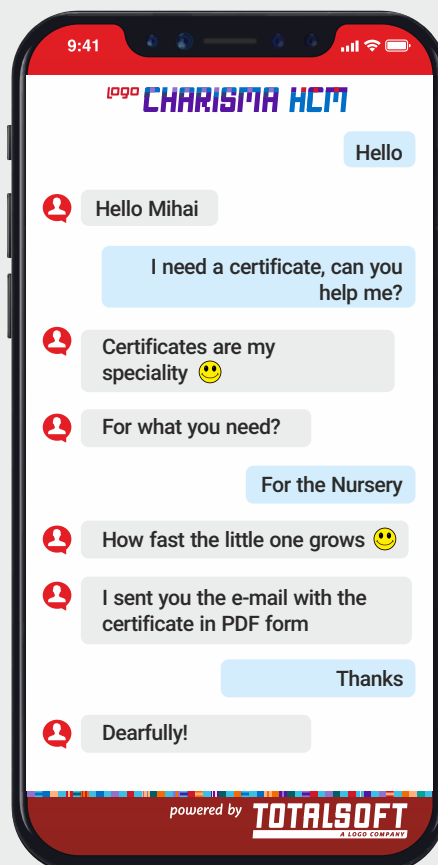 9:41
logo CHARISMA HCM
Hello
Hello Mihai
I need a certificate, can you
help me?
Certificates are my
speciality
For what you need?
For the Nursery
How fast the little one grows
I sent you the e-mail with the
certificate in PDF form
Thanks
Dearfully!
powered by TOTALSOFT
A LOGO COMPANY